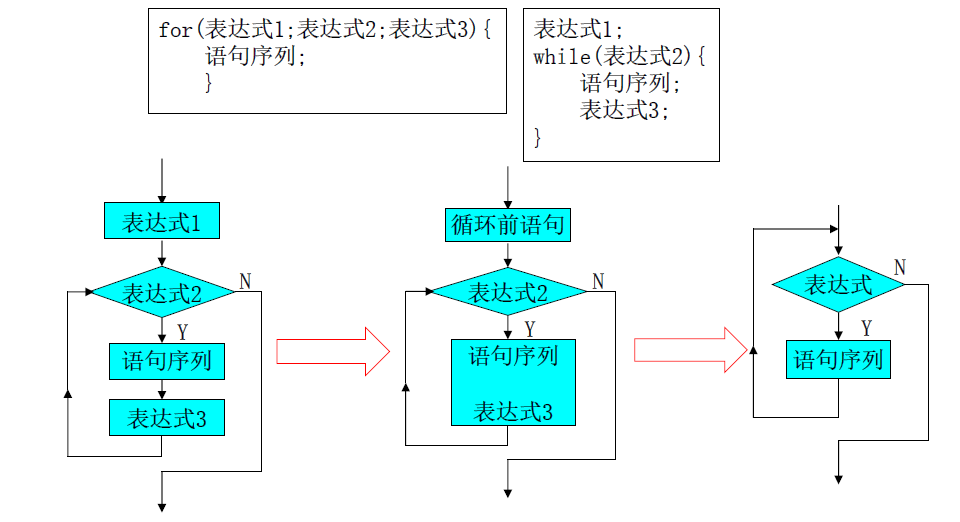 for(表达式1;表达式2;表达式3){
语句序列;
}
表达式1;
while(表达式2){
语句序列;
表达式3;
}
表达式1
表达式2
N
Y
语句序列
表达式3
循环前语句
表达式2
N
Y
语句序列
表达式3
表达式
N
Y
语句序列